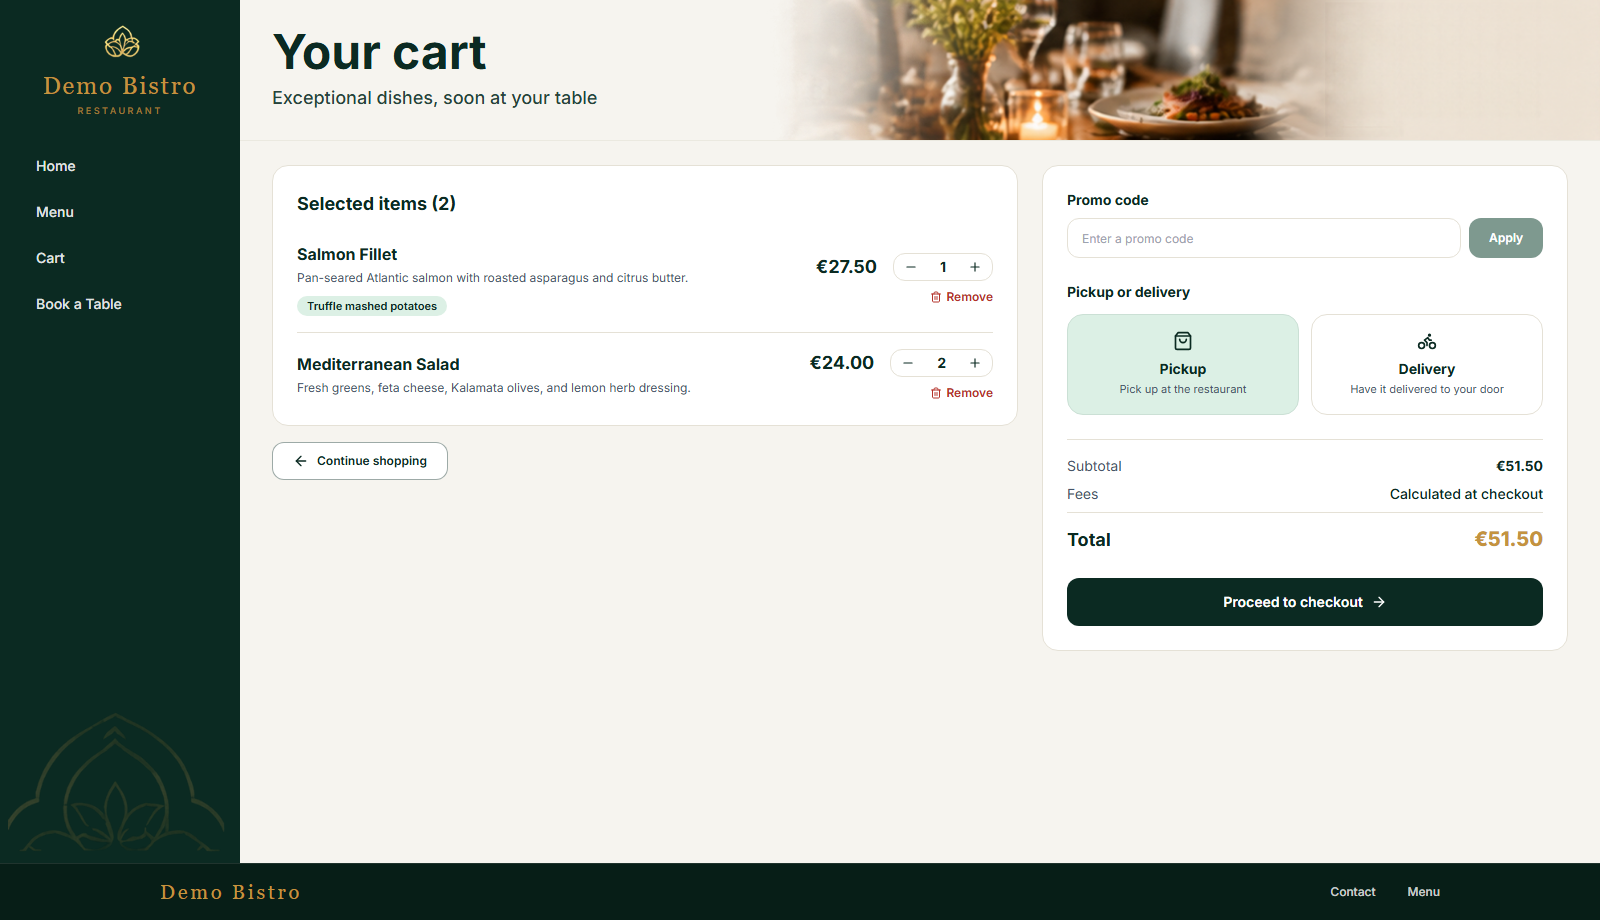 Demo Bistro
RESTAURANT
Home
Menu
Cart
Book a Table
Your cart
Exceptional dishes, soon at your table
Selected items (2)
Salmon Fillet
Pan-seared Atlantic salmon with roasted asparagus and citrus butter.
Truffle mashed potatoes
€27.50
1
Remove
Mediterranean Salad
Fresh greens, feta cheese, Kalamata olives, and lemon herb dressing.
€24.00
2
Remove
Continue shopping
Promo code
Enter a promo code
Apply
Pickup or delivery
Pickup
Pick up at the restaurant
Delivery
Have it delivered to your door
Subtotal €51.50
Fees Calculated at checkout
Total €51.50
Proceed to checkout
Demo Bistro
Contact Menu